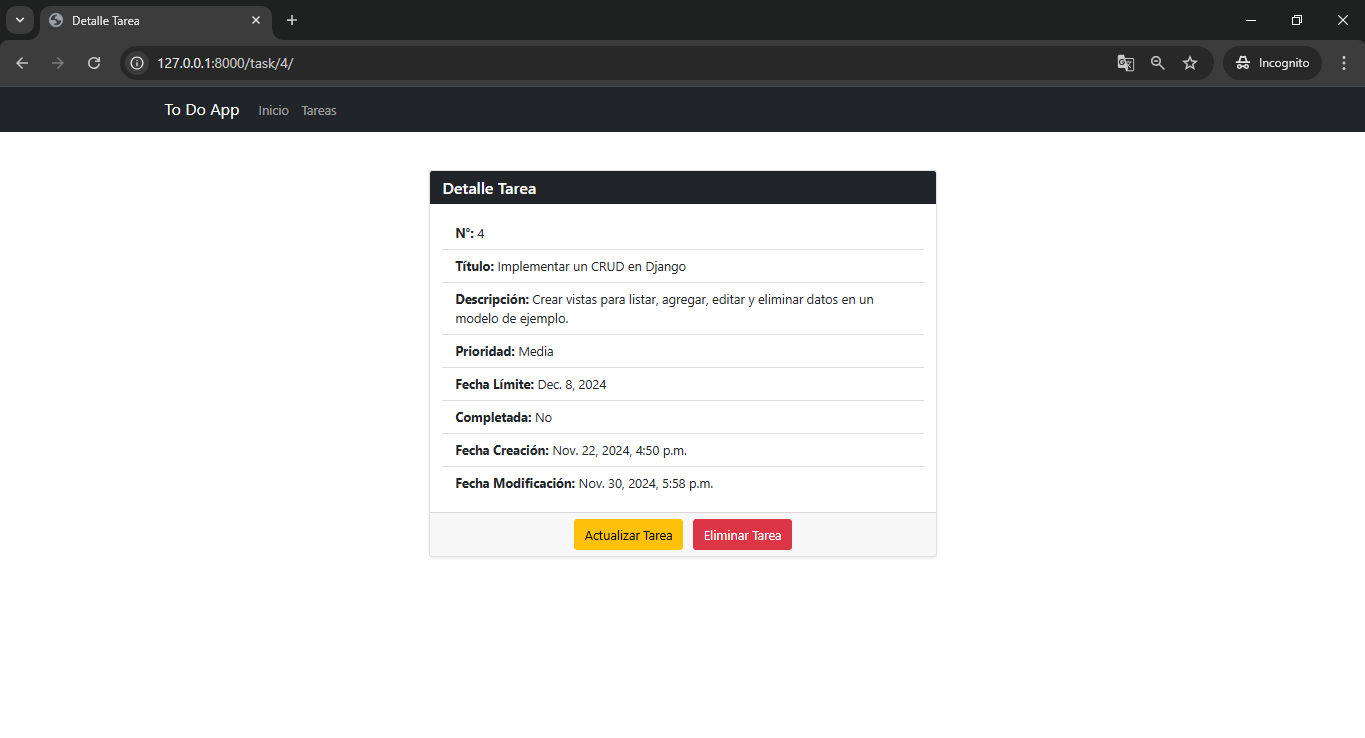 Detalle Tarea
127.0.0.1:8000/task/4/
Incognito
To Do App Inicio Tareas
Detalle Tarea
N°: 4
Título: Implementar un CRUD en Django
Descripción: Crear vistas para listar, agregar, editar y eliminar datos en un
modelo de ejemplo.
Prioridad: Media
Fecha Límite: Dec. 8, 2024
Completada: No
Fecha Creación: Nov. 22, 2024, 4:50 p.m.
Fecha Modificación: Nov. 30, 2024, 5:58 p.m.
Actualizar Tarea Eliminar Tarea